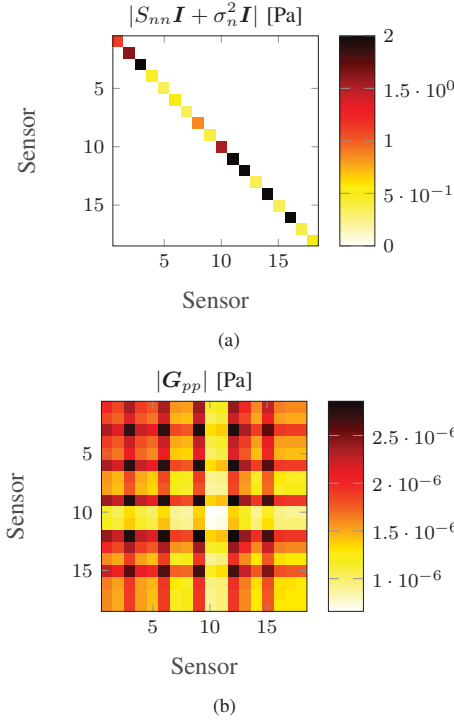 |S_{nn}I + σ_n^2 I| [Pa]
Sensor
5
10
15
5 10 15
Sensor
2
1.5 · 10^0
1
5 · 10^{-1}
0
(a)
|G_{pp}| [Pa]
Sensor
5
10
15
5 10 15
Sensor
2.5 · 10^{-6}
2 · 10^{-6}
1.5 · 10^{-6}
1 · 10^{-6}
(b)